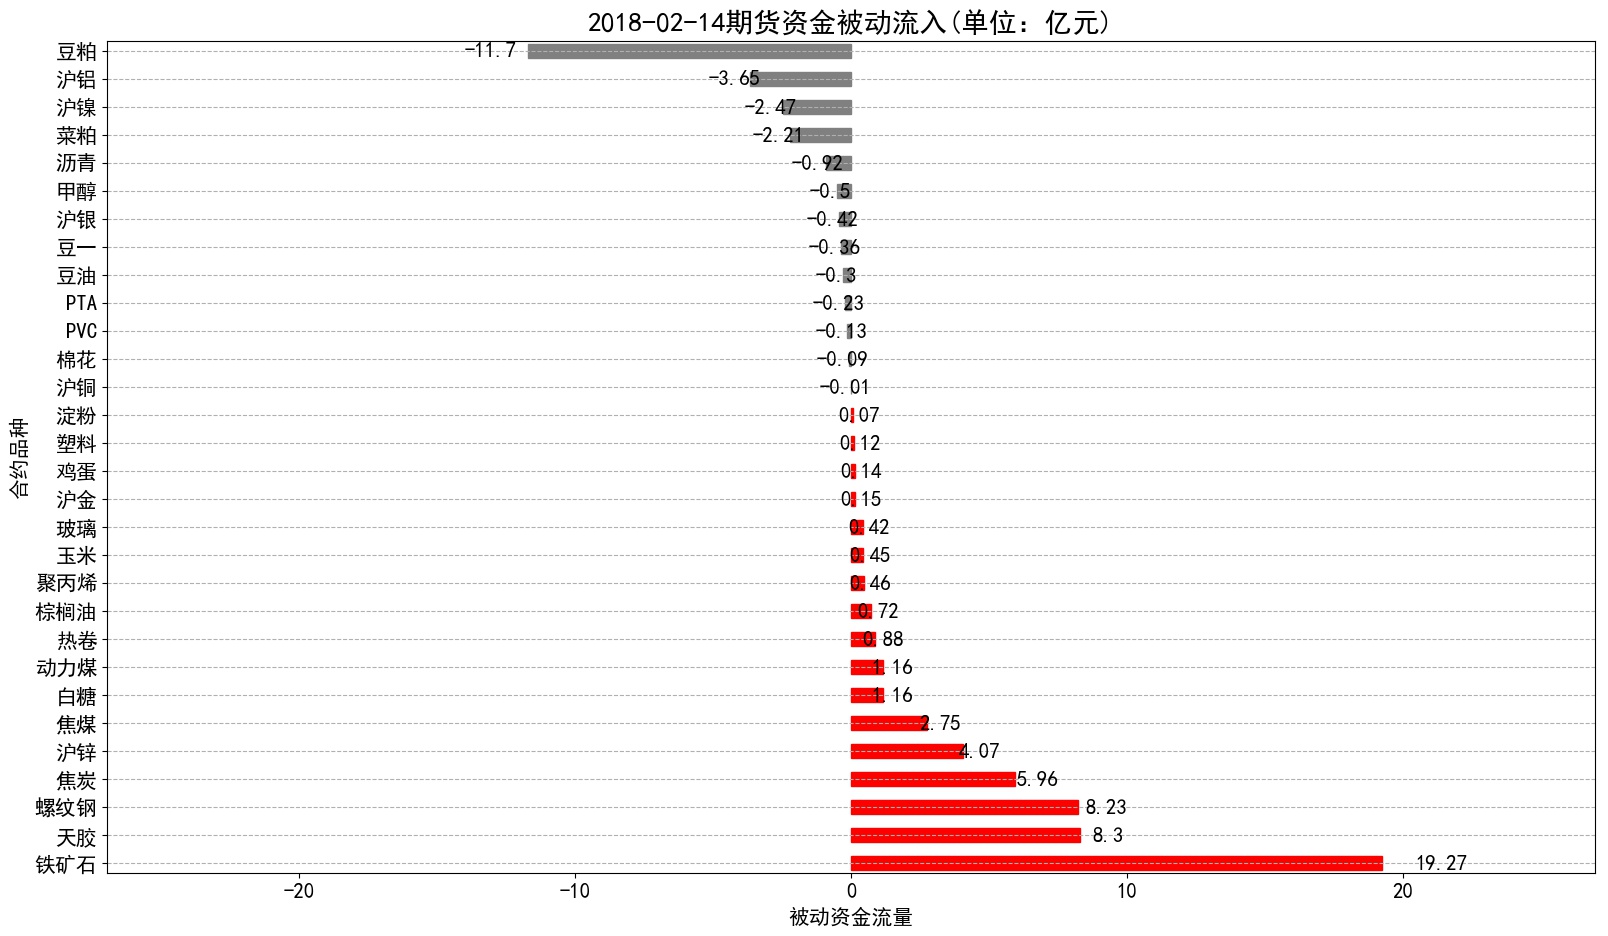 2018-02-14期货资金被动流入(单位：亿元)
合约品种
豆粕 -11.7
沪铝 -3.65
沪镍 -2.47
菜粕 -2.21
沥青 -0.92
甲醇 -0.5
沪银 -0.42
豆一 -0.36
豆油 -0.3
PTA -0.23
PVC -0.13
棉花 -0.09
沪铜 -0.01
淀粉 0.07
塑料 0.12
鸡蛋 0.14
沪金 0.15
玻璃 0.42
玉米 0.45
聚丙烯 0.46
棕榈油 0.72
热卷 0.88
动力煤 1.16
白糖 1.16
焦煤 2.75
沪锌 4.07
焦炭 5.96
螺纹钢 8.23
天胶 8.3
铁矿石 19.27
-20 -10 0 10 20
被动资金流量